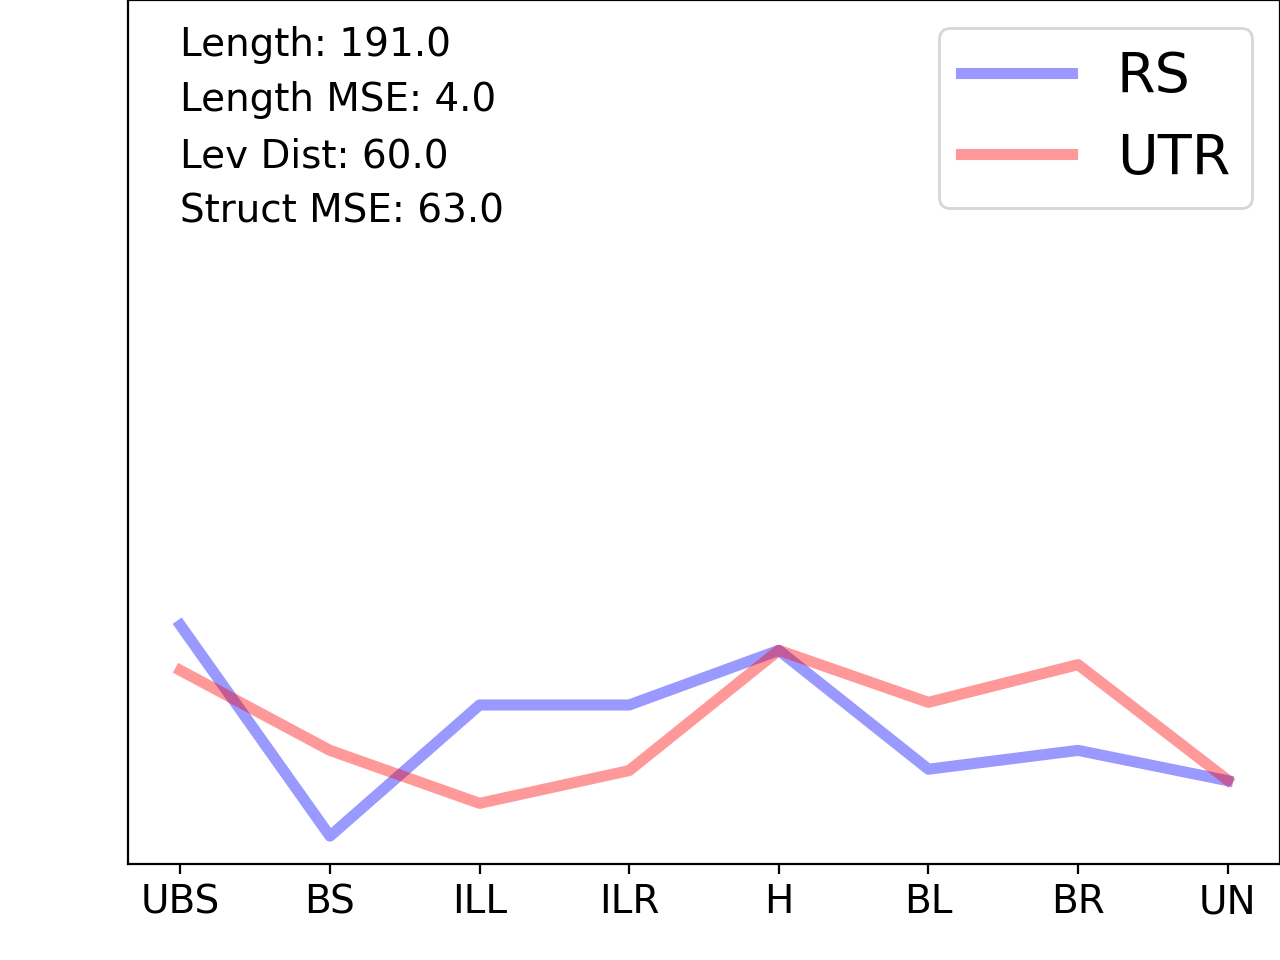 Length: 191.0
Length MSE: 4.0
Lev Dist: 60.0
Struct MSE: 63.0
RS
UTR
UBS BS ILL ILR H BL BR UN